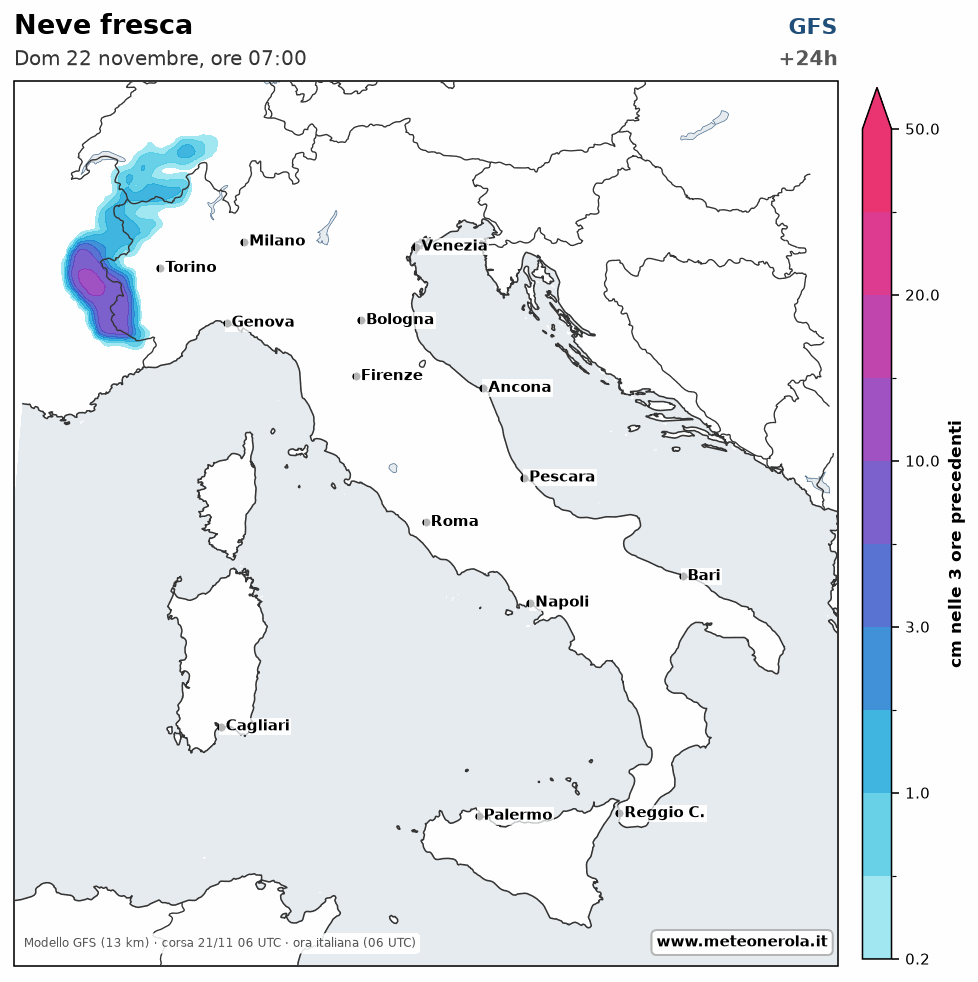 Neve fresca
GFS
Dom 22 novembre, ore 07:00
+24h
50.0
20.0
10.0
3.0
1.0
0.2
cm nelle 3 ore precedenti
Milano
Venezia
Torino
Genova
Bologna
Firenze
Ancona
Pescara
Roma
Bari
Napoli
Cagliari
Palermo
Reggio C.
Modello GFS (13 km) · corsa 21/11 06 UTC · ora italiana (06 UTC)
www.meteonerola.it